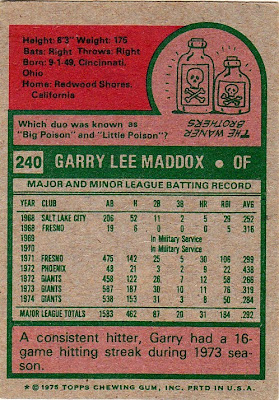 Height: 6'3" Weight: 175
Bats: Right Throws: Right
Born: 9-1-49, Cincinnati,
Ohio
Home: Redwood Shores,
California
Which duo was known as
"Big Poison" and "Little Poison"?
THE WANER
BROTHERS
240 GARRY LEE MADDOX • OF
MAJOR AND MINOR LEAGUE BATTING RECORD
YEAR CLUB AB H 2B 3B HR RBI AVG.
1968 SALT LAKE CITY 206 52 11 2 5 29 .252
1968 FRESNO 19 6 0 0 0 5 .316
1969 In Military Service
1970 In Military Service
1971 FRESNO 475 142 25 30 106 .299
1972 PHOENIX 48 21 3 2 9 22 .438
1972 GIANTS 458 122 26 7 12 58 .266
1973 GIANTS 587 187 30 10 11 76 .319
1974 GIANTS 538 153 31 3 8 50 .284
MAJOR LEAGUE TOTALS 1583 462 87 20 31 184 .292
A consistent hitter, Garry had a 16-
game hitting streak during 1973 sea-
son.
* © 1975 TOPPS CHEWING GUM, INC. PRTD IN U.S.A.